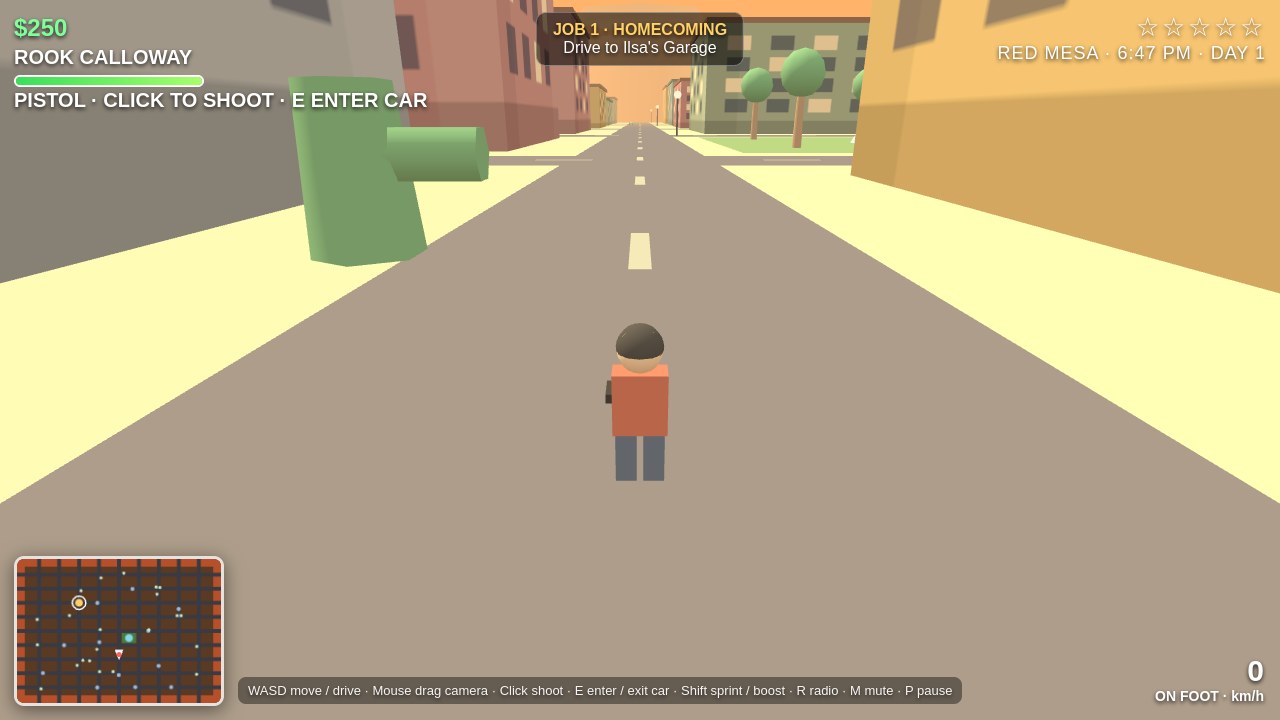 $250
ROOK CALLOWAY
PISTOL · CLICK TO SHOOT · E ENTER CAR
JOB 1 · HOMECOMING
Drive to Ilsa's Garage
☆☆☆☆☆
RED MESA · 6:47 PM · DAY 1
WASD move / drive · Mouse drag camera · Click shoot · E enter / exit car · Shift sprint / boost · R radio · M mute · P pause
0
ON FOOT · km/h